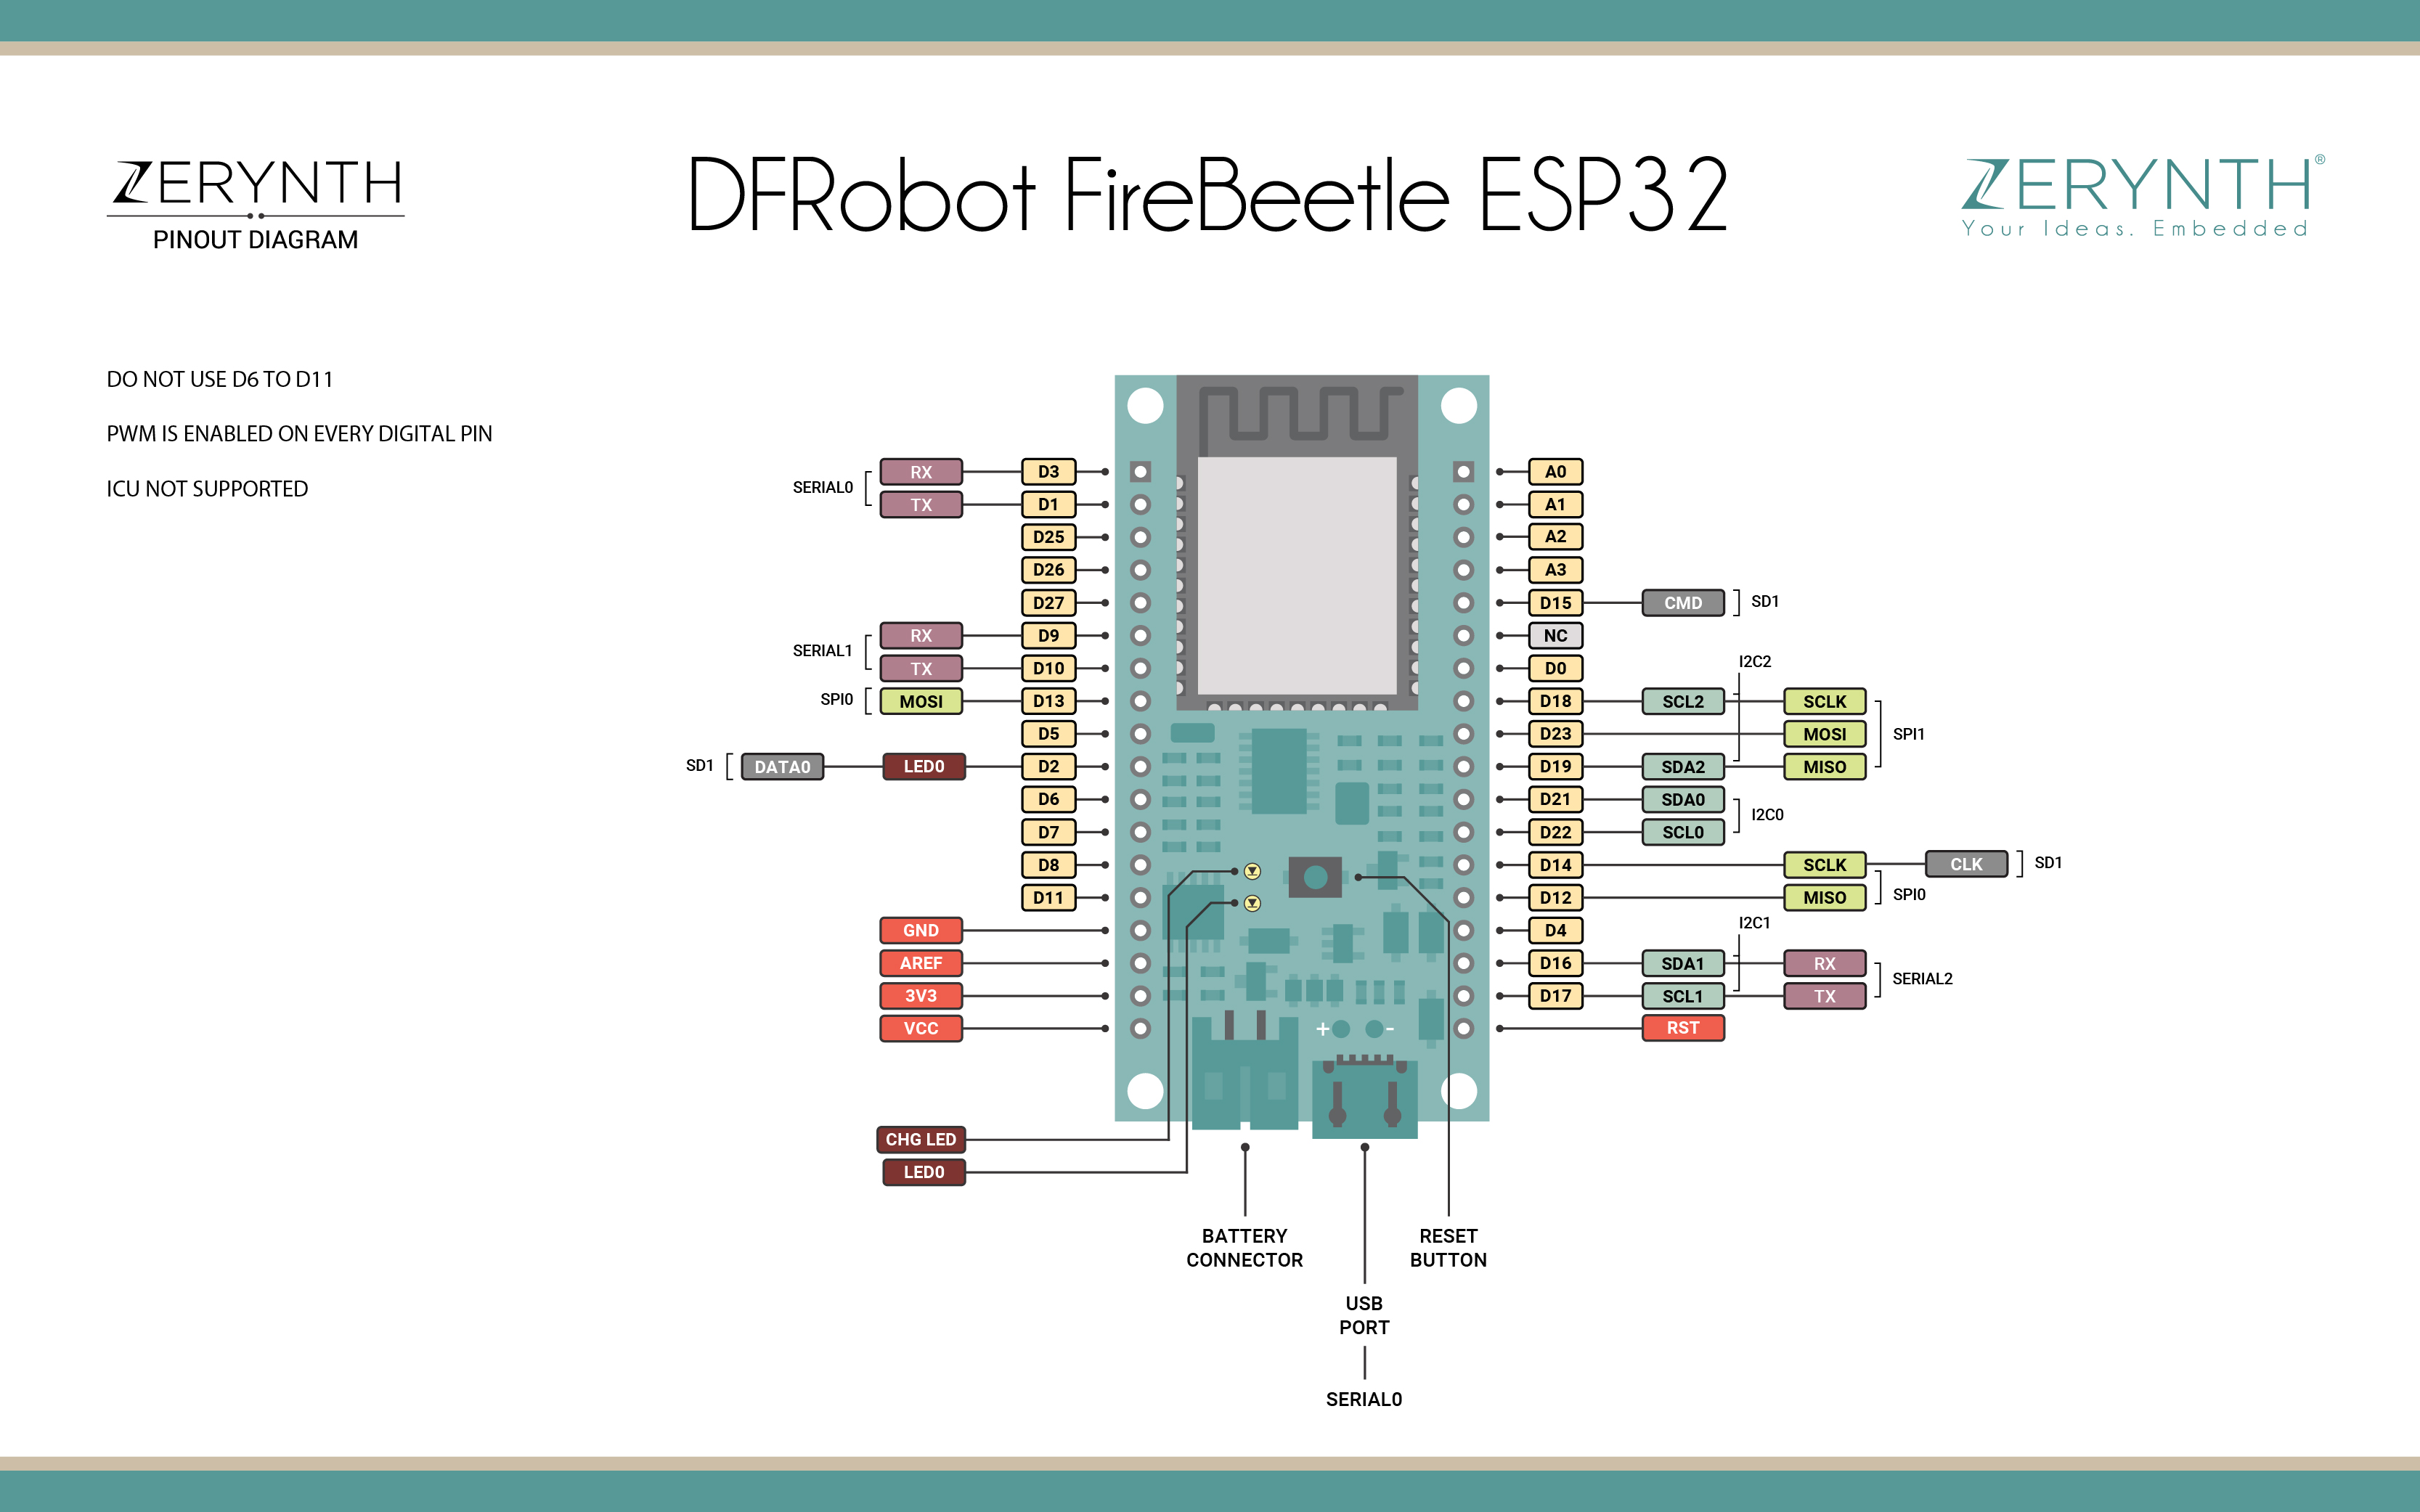 ZERYNTH
PINOUT DIAGRAM
DFRobot FireBeetle ESP32
ZERYNTH®
Your Ideas. Embedded
DO NOT USE D6 TO D11
PWM IS ENABLED ON EVERY DIGITAL PIN
ICU NOT SUPPORTED
SERIAL0
RX D3
TX D1
D25
D26
D27
SERIAL1
RX D9
TX D10
SPI0 MOSI D13
D5
SD1 DATA0 LED0 D2
D6
D7
D8
D11
GND
AREF
3V3
VCC
CHG LED
LED0
+ -
A0
A1
A2
A3
D15 CMD SD1
NC
D0
I2C2
D18 SCL2 SCLK
D23 MOSI SPI1
D19 SDA2 MISO
D21 SDA0
I2C0
D22 SCL0
D14 SCLK CLK SD1
D12 MISO SPI0
I2C1
D4
D16 SDA1 RX
SERIAL2
D17 SCL1 TX
RST
BATTERY
CONNECTOR
RESET
BUTTON
USB
PORT
SERIAL0